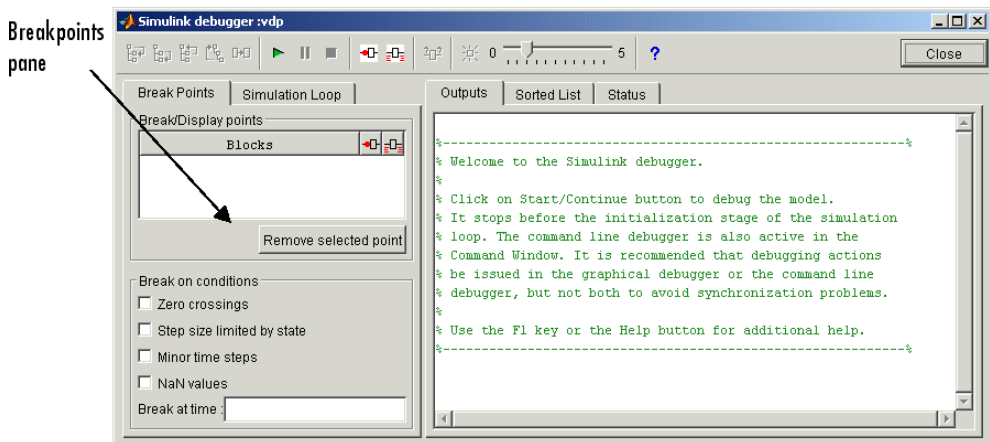 Breakpoints
pane
Simulink debugger :vdp
0 5 ? Close
Break Points Simulation Loop
Outputs Sorted List Status
Break/Display points
Blocks
Remove selected point
Break on conditions
Zero crossings
Step size limited by state
Minor time steps
NaN values
Break at time :
%----------------------------------------------------------------%
% Welcome to the Simulink debugger.
%
% Click on Start/Continue button to debug the model.
% It stops before the initialization stage of the simulation
% loop. The command line debugger is also active in the
% Command Window. It is recommended that debugging actions
% be issued in the graphical debugger or the command line
% debugger, but not both to avoid synchronization problems.
%
% Use the F1 key or the Help button for additional help.
%----------------------------------------------------------------%